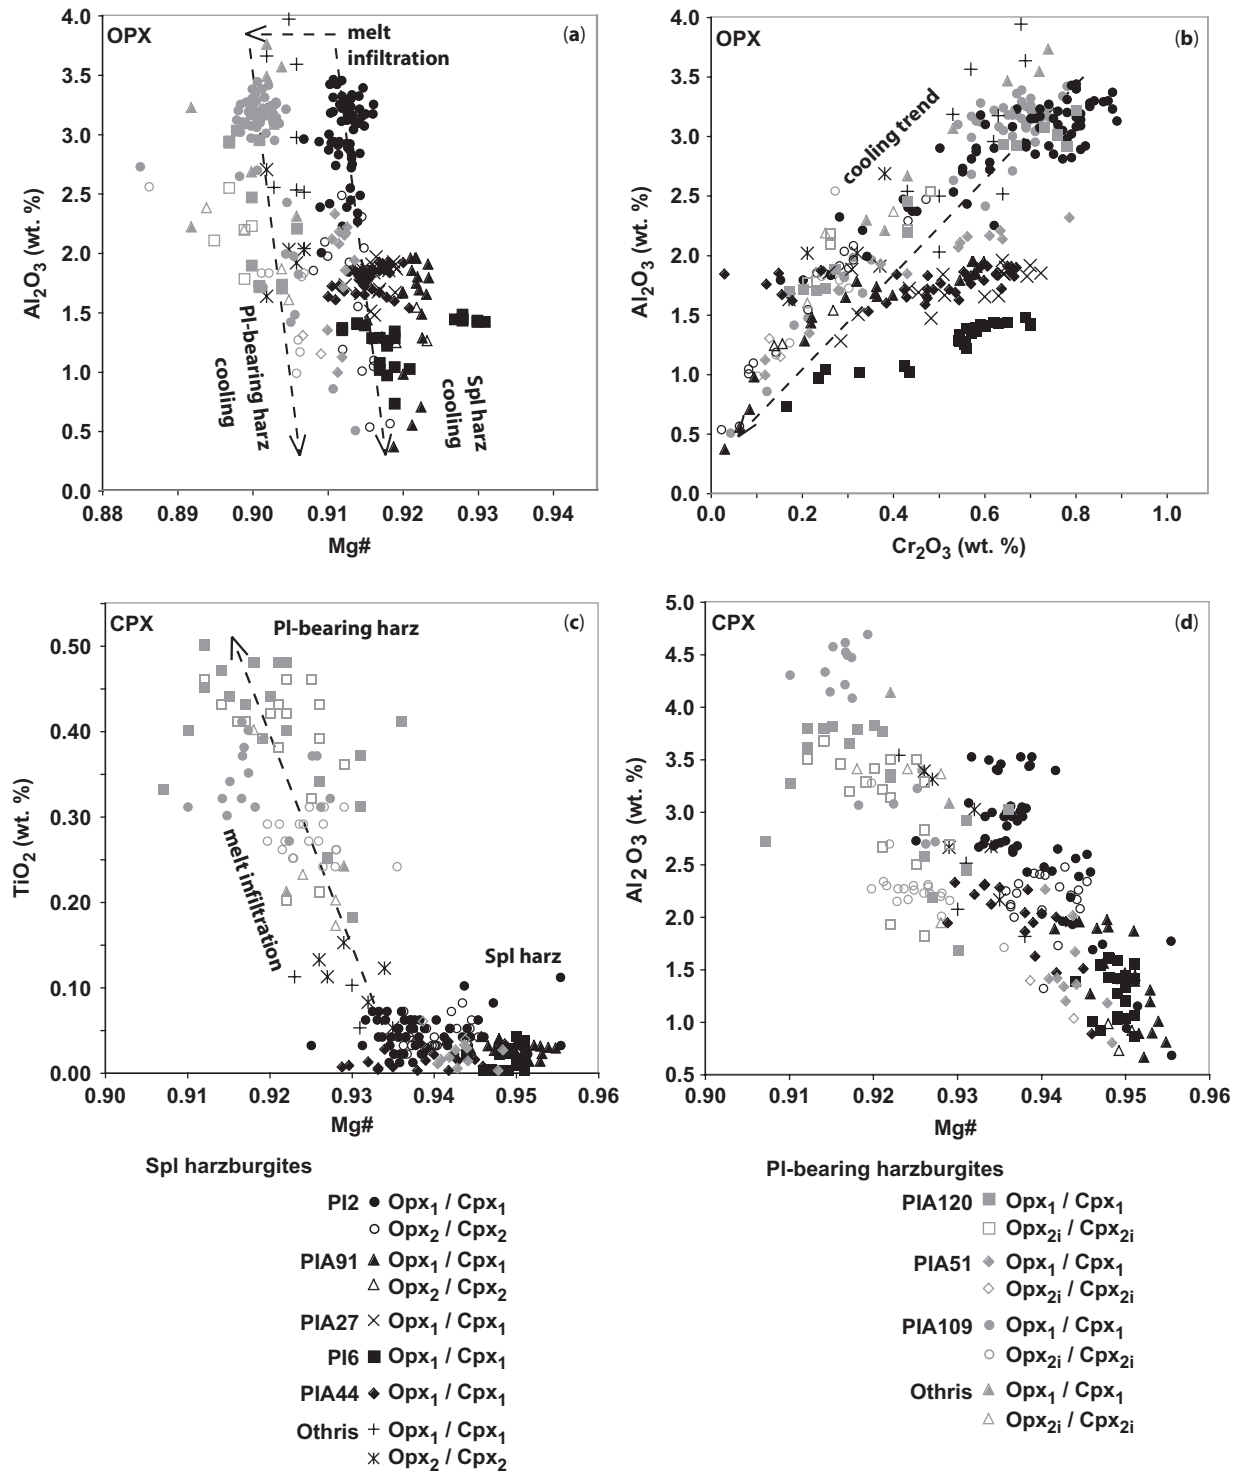 4.0
3.5
3.0
2.5
2.0
1.5
1.0
0.5
0.0
Al2O3 (wt. %)
OPX
melt
infiltration
(a)
Pl-bearing harz
cooling
Spl harz
cooling
0.88 0.89 0.90 0.91 0.92 0.93 0.94
Mg#
4.0
3.5
3.0
2.5
2.0
1.5
1.0
0.5
0.0
Al2O3 (wt. %)
OPX
(b)
cooling trend
0.0 0.2 0.4 0.6 0.8 1.0
Cr2O3 (wt. %)
0.50
0.40
0.30
0.20
0.10
0.00
TiO2 (wt. %)
CPX
Pl-bearing harz
(c)
melt infiltration
Spl harz
0.90 0.91 0.92 0.93 0.94 0.95 0.96
Mg#
5.0
4.5
4.0
3.5
3.0
2.5
2.0
1.5
1.0
0.5
Al2O3 (wt. %)
CPX
(d)
0.90 0.91 0.92 0.93 0.94 0.95 0.96
Mg#
Spl harzburgites
PI2 Opx1 / Cpx1
Opx2 / Cpx2
PIA91 Opx1 / Cpx1
Opx2 / Cpx2
PIA27 Opx1 / Cpx1
PI6 Opx1 / Cpx1
PIA44 Opx1 / Cpx1
Othris Opx1 / Cpx1
Opx2 / Cpx2
Pl-bearing harzburgites
PIA120 Opx1 / Cpx1
Opx2i / Cpx2i
PIA51 Opx1 / Cpx1
Opx2i / Cpx2i
PIA109 Opx1 / Cpx1
Opx2i / Cpx2i
Othris Opx1 / Cpx1
Opx2i / Cpx2i